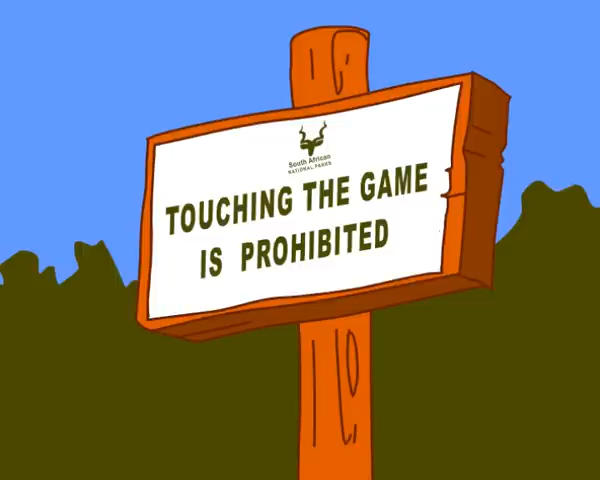 South African
NATIONAL PARKS
TOUCHING THE GAME
IS PROHIBITED